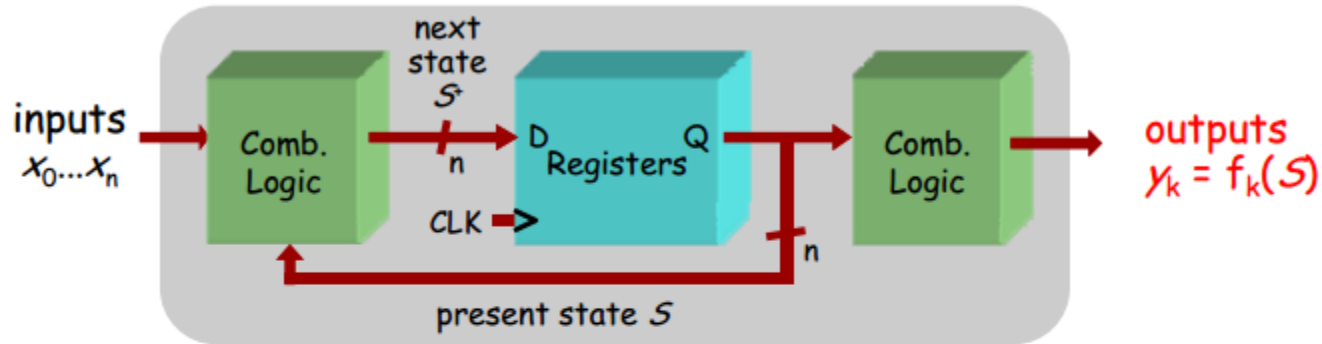 inputs
x₀...xₙ
Comb.
Logic
next
state
S⁺
n
D
Registers
Q
CLK
n
present state S
Comb.
Logic
outputs
yₖ = fₖ(S)